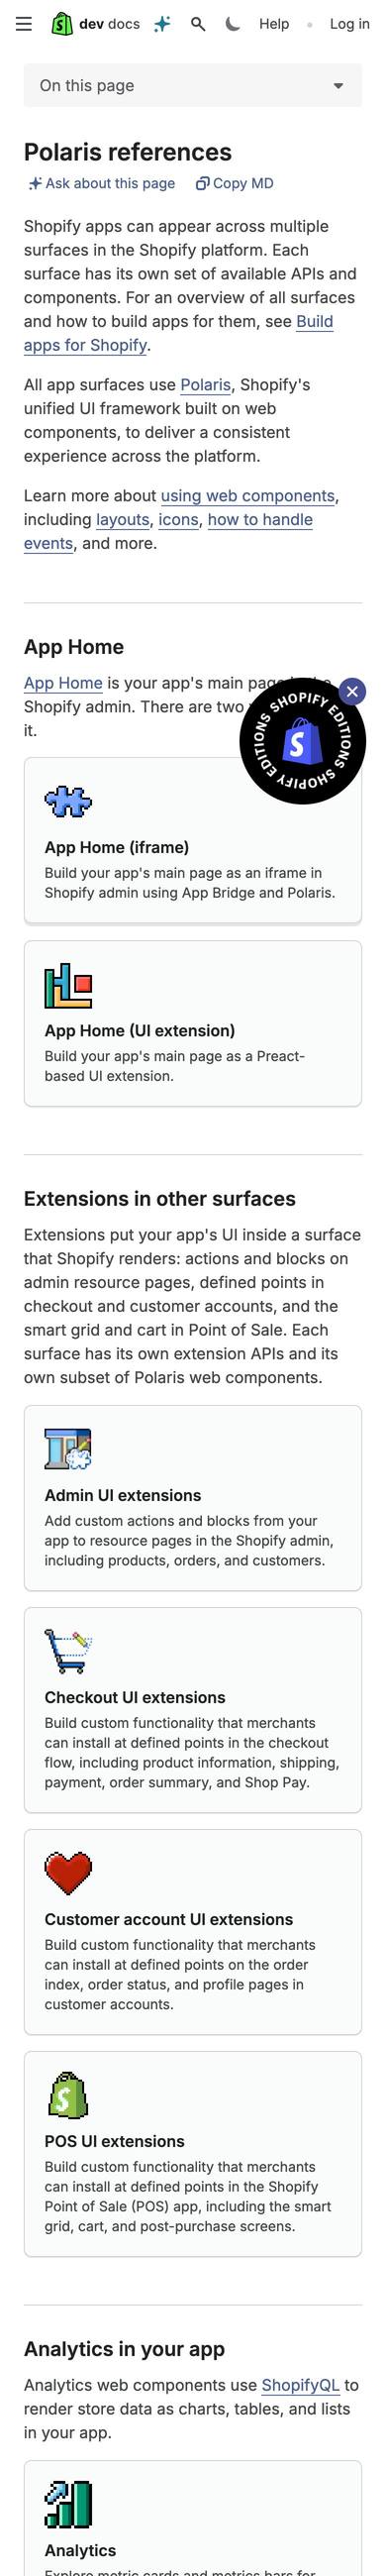 dev docs Help Log in
On this page
Polaris references
Ask about this page Copy MD
Shopify apps can appear across multiple
surfaces in the Shopify platform. Each
surface has its own set of available APIs and
components. For an overview of all surfaces
and how to build apps for them, see Build
apps for Shopify.
All app surfaces use Polaris, Shopify's
unified UI framework built on web
components, to deliver a consistent
experience across the platform.
Learn more about using web components,
including layouts, icons, how to handle
events, and more.
App Home
App Home is your app's main page
Shopify admin. There are two
it.
SHOPIFY EDITIONS SHOPIFY EDITIONS
App Home (iframe)
Build your app's main page as an iframe in
Shopify admin using App Bridge and Polaris.
App Home (UI extension)
Build your app's main page as a Preact-
based UI extension.
Extensions in other surfaces
Extensions put your app's UI inside a surface
that Shopify renders: actions and blocks on
admin resource pages, defined points in
checkout and customer accounts, and the
smart grid and cart in Point of Sale. Each
surface has its own extension APIs and its
own subset of Polaris web components.
Admin UI extensions
Add custom actions and blocks from your
app to resource pages in the Shopify admin,
including products, orders, and customers.
Checkout UI extensions
Build custom functionality that merchants
can install at defined points in the checkout
flow, including product information, shipping,
payment, order summary, and Shop Pay.
Customer account UI extensions
Build custom functionality that merchants
can install at defined points on the order
index, order status, and profile pages in
customer accounts.
POS UI extensions
Build custom functionality that merchants
can install at defined points in the Shopify
Point of Sale (POS) app, including the smart
grid, cart, and post-purchase screens.
Analytics in your app
Analytics web components use ShopifyQL to
render store data as charts, tables, and lists
in your app.
Analytics
Explore metric cards and metrics bars for